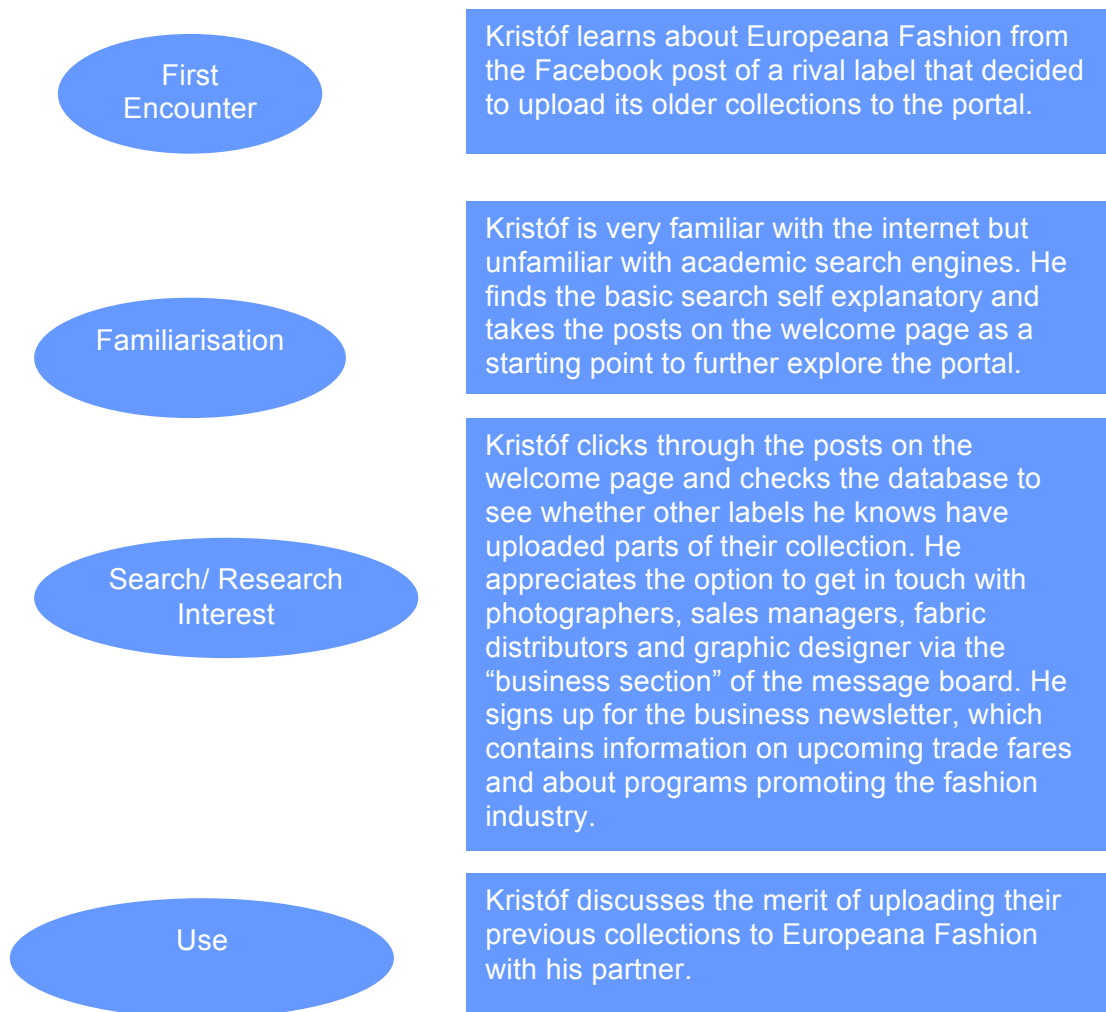 First
Encounter
Kristóf learns about Europeana Fashion from
the Facebook post of a rival label that decided
to upload its older collections to the portal.
Familiarisation
Kristóf is very familiar with the internet but
unfamiliar with academic search engines. He
finds the basic search self explanatory and
takes the posts on the welcome page as a
starting point to further explore the portal.
Search/ Research
Interest
Kristóf clicks through the posts on the
welcome page and checks the database to
see whether other labels he knows have
uploaded parts of their collection. He
appreciates the option to get in touch with
photographers, sales managers, fabric
distributors and graphic designer via the
“business section” of the message board. He
signs up for the business newsletter, which
contains information on upcoming trade fares
and about programs promoting the fashion
industry.
Use
Kristóf discusses the merit of uploading their
previous collections to Europeana Fashion
with his partner.